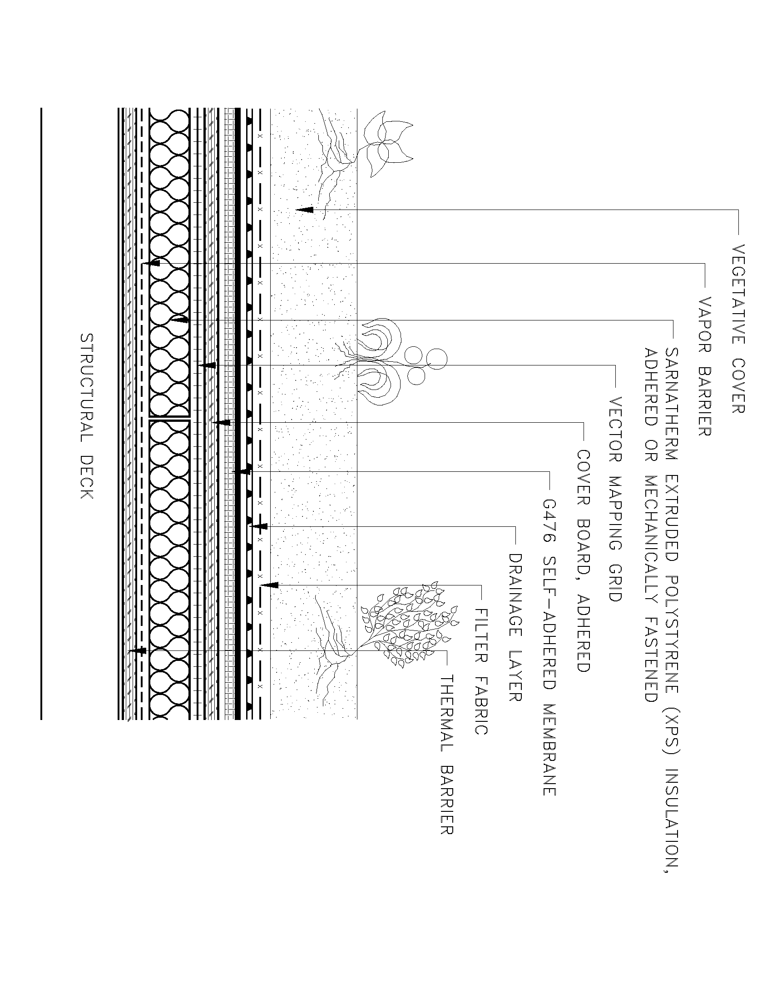 VEGETATIVE COVER
VAPOR BARRIER
SARNATHERM EXTRUDED POLYSTYRENE (XPS) INSULATION,
ADHERED OR MECHANICALLY FASTENED
VECTOR MAPPING GRID
COVER BOARD, ADHERED
G476 SELF-ADHERED MEMBRANE
DRAINAGE LAYER
FILTER FABRIC
THERMAL BARRIER
STRUCTURAL DECK